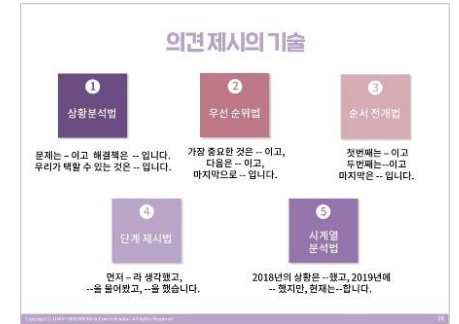 의견 제시의 기술
1
상황분석법
문제는 – 이고 해결책은 -- 입니다.
우리가 택할 수 있는 것은 -- 입니다.
2
우선 순위법
가장 중요한 것은 -- 이고,
다음은 -- 이고,
마지막으로 -- 입니다.
3
순서 전개법
첫번째는 – 이고
두번째는--이고
마지막은 -- 입니다.
4
단계 제시법
먼저 – 라 생각했고,
--을 물어봤고, --을 했습니다.
5
시계열
분석법
2018년의 상황은 --했고, 2019년에
-- 했지만, 현재는--합니다.